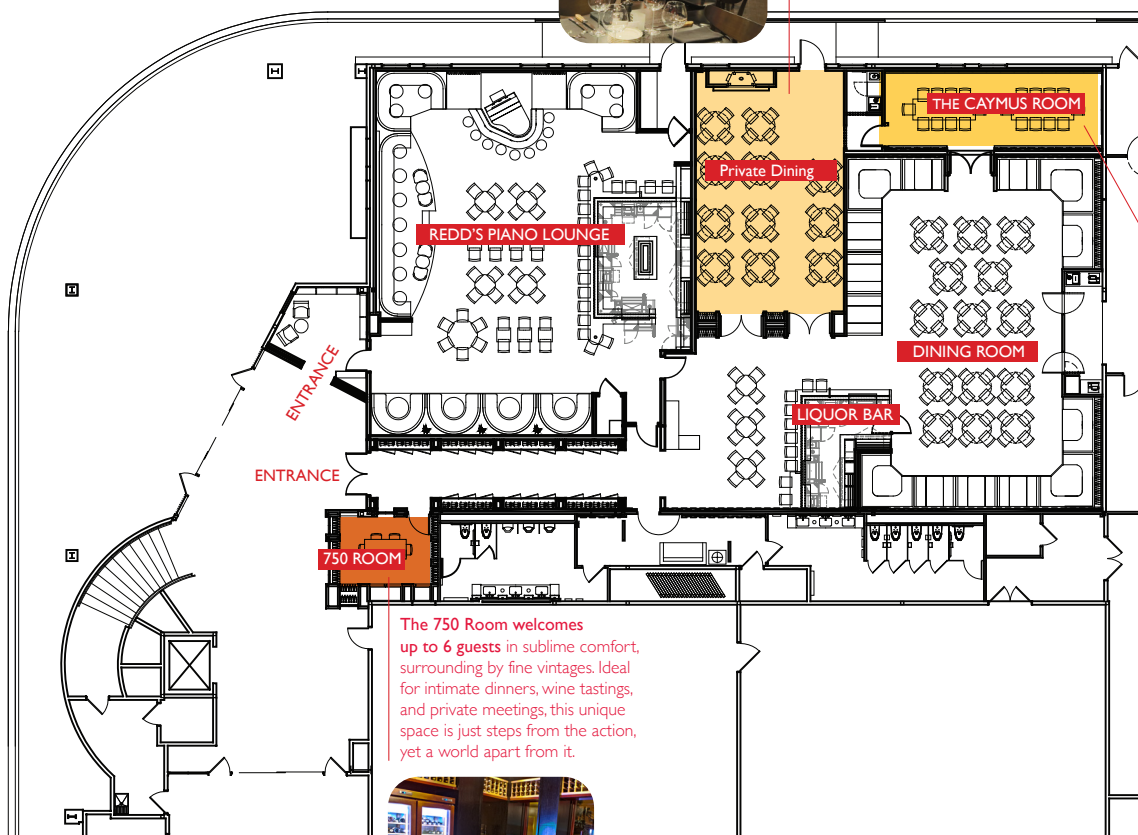 THE CAYMUS ROOM
Private Dining
REDD'S PIANO LOUNGE
DINING ROOM
ENTRANCE
LIQUOR BAR
ENTRANCE
750 ROOM
The 750 Room welcomes
up to 6 guests in sublime comfort,
surrounding by fine vintages. Ideal
for intimate dinners, wine tastings,
and private meetings, this unique
space is just steps from the action,
yet a world apart from it.